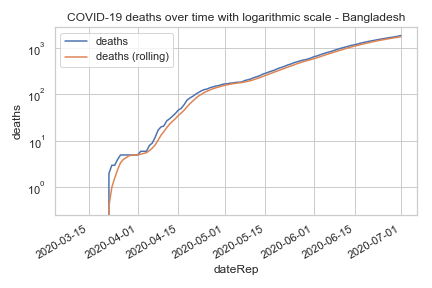 COVID-19 deaths over time with logarithmic scale - Bangladesh
deaths
deaths (rolling)
10³
10²
10¹
10⁰
deaths
2020-03-15
2020-04-01
2020-04-15
2020-05-01
2020-05-15
2020-06-01
2020-06-15
2020-07-01
dateRep